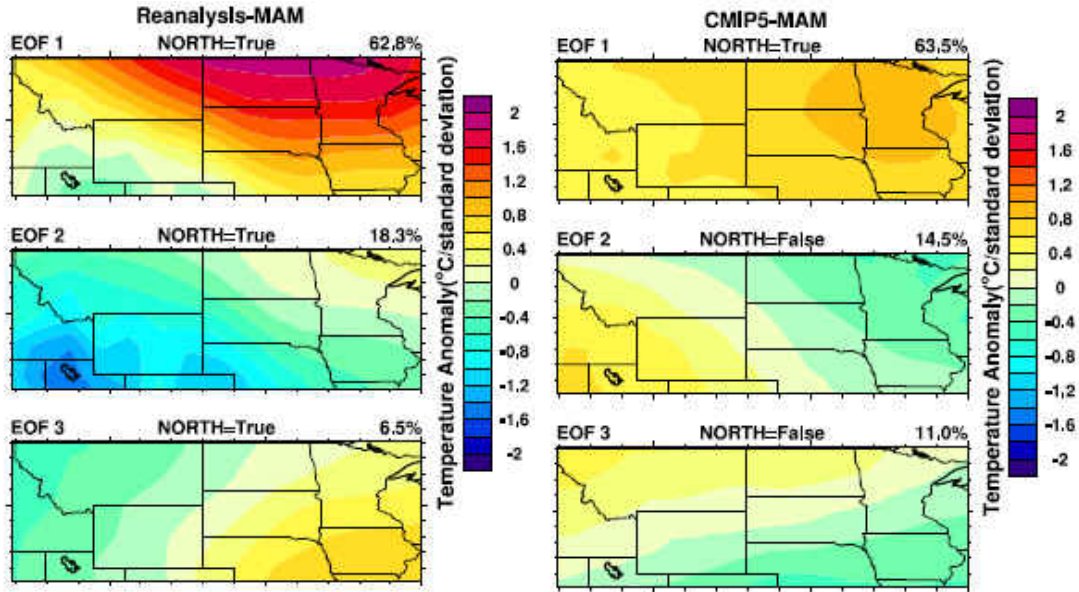 Reanalysis-MAM
EOF 1 NORTH=True 62,8%
EOF 2 NORTH=True 18.3%
EOF 3 NORTH=True 6.5%
2
1.6
1.2
0.8
0.4
0
-0.4
-0.8
-1.2
-1.6
-2
Temperature Anomaly(°C/standard deviation)
CMIP5-MAM
EOF 1 NORTH=True 63,5%
EOF 2 NORTH=False 14,5%
EOF 3 NORTH=False 11,0%
2
1.6
1.2
0.8
0.4
0
-0.4
-0.8
-1.2
-1.6
-2
Temperature Anomaly(°C/standard deviation)